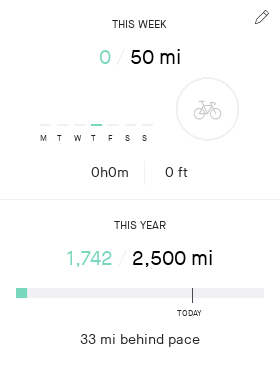 THIS WEEK
0 / 50 mi
M T W T F S S
0h0m 0 ft
THIS YEAR
1,742 / 2,500 mi
TODAY
33 mi behind pace